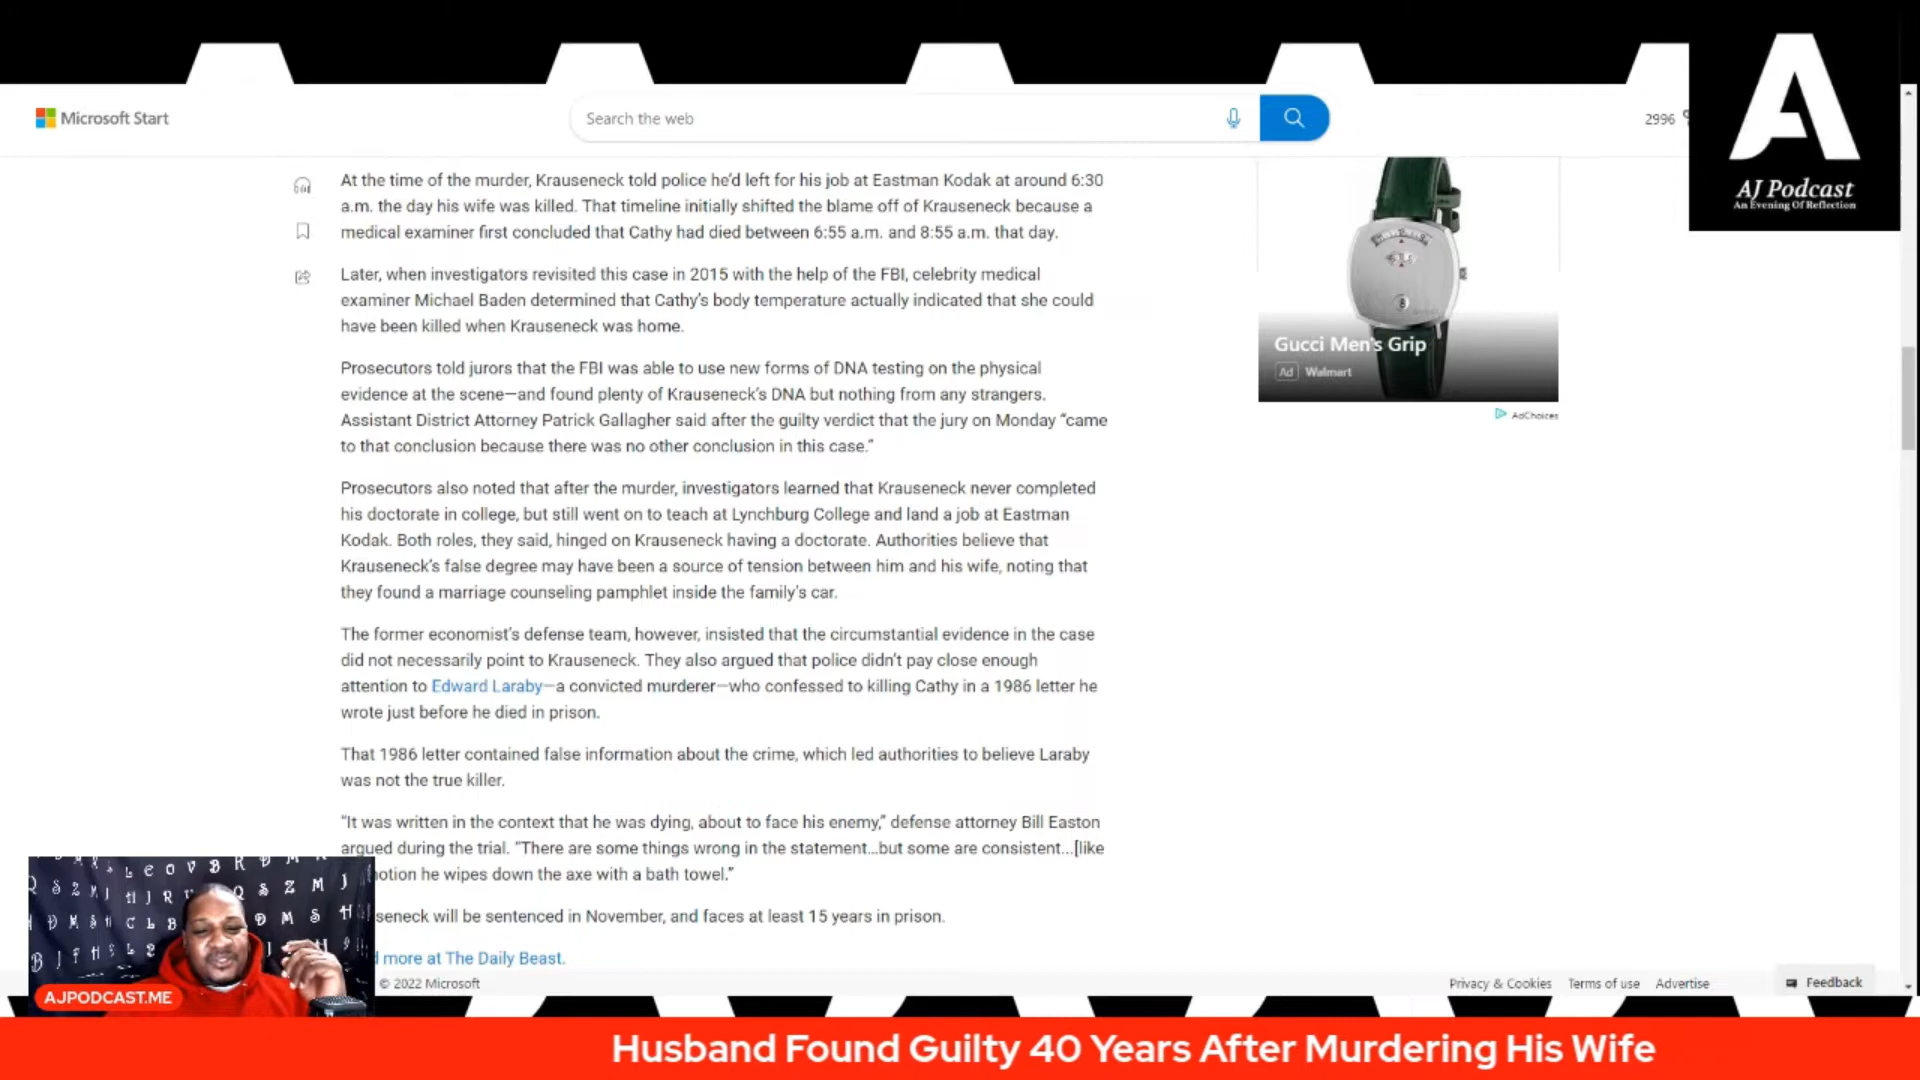 Microsoft Start
Search the web
2996
A
AJ Podcast
An Evening Of Reflection
At the time of the murder, Krauseneck told police he’d left for his job at Eastman Kodak at around 6:30
a.m. the day his wife was killed. That timeline initially shifted the blame off of Krauseneck because a
medical examiner first concluded that Cathy had died between 6:55 a.m. and 8:55 a.m. that day.
Later, when investigators revisited this case in 2015 with the help of the FBI, celebrity medical
examiner Michael Baden determined that Cathy’s body temperature actually indicated that she could
have been killed when Krauseneck was home.
Prosecutors told jurors that the FBI was able to use new forms of DNA testing on the physical
evidence at the scene—and found plenty of Krauseneck’s DNA but nothing from any strangers.
Assistant District Attorney Patrick Gallagher said after the guilty verdict that the jury on Monday “came
to that conclusion because there was no other conclusion in this case.”
Prosecutors also noted that after the murder, investigators learned that Krauseneck never completed
his doctorate in college, but still went on to teach at Lynchburg College and land a job at Eastman
Kodak. Both roles, they said, hinged on Krauseneck having a doctorate. Authorities believe that
Krauseneck’s false degree may have been a source of tension between him and his wife, noting that
they found a marriage counseling pamphlet inside the family’s car.
The former economist’s defense team, however, insisted that the circumstantial evidence in the case
did not necessarily point to Krauseneck. They also argued that police didn’t pay close enough
attention to Edward Laraby—a convicted murderer—who confessed to killing Cathy in a 1986 letter he
wrote just before he died in prison.
That 1986 letter contained false information about the crime, which led authorities to believe Laraby
was not the true killer.
“It was written in the context that he was dying, about to face his enemy,” defense attorney Bill Easton
argued during the trial. “There are some things wrong in the statement…but some are consistent…[like
otion he wipes down the axe with a bath towel.”
seneck will be sentenced in November, and faces at least 15 years in prison.
d more at The Daily Beast.
Gucci Men's Grip
Ad Walmart
AdChoices
© 2022 Microsoft
Privacy & Cookies Terms of use Advertise
Feedback
AJPODCAST.ME
Husband Found Guilty 40 Years After Murdering His Wife